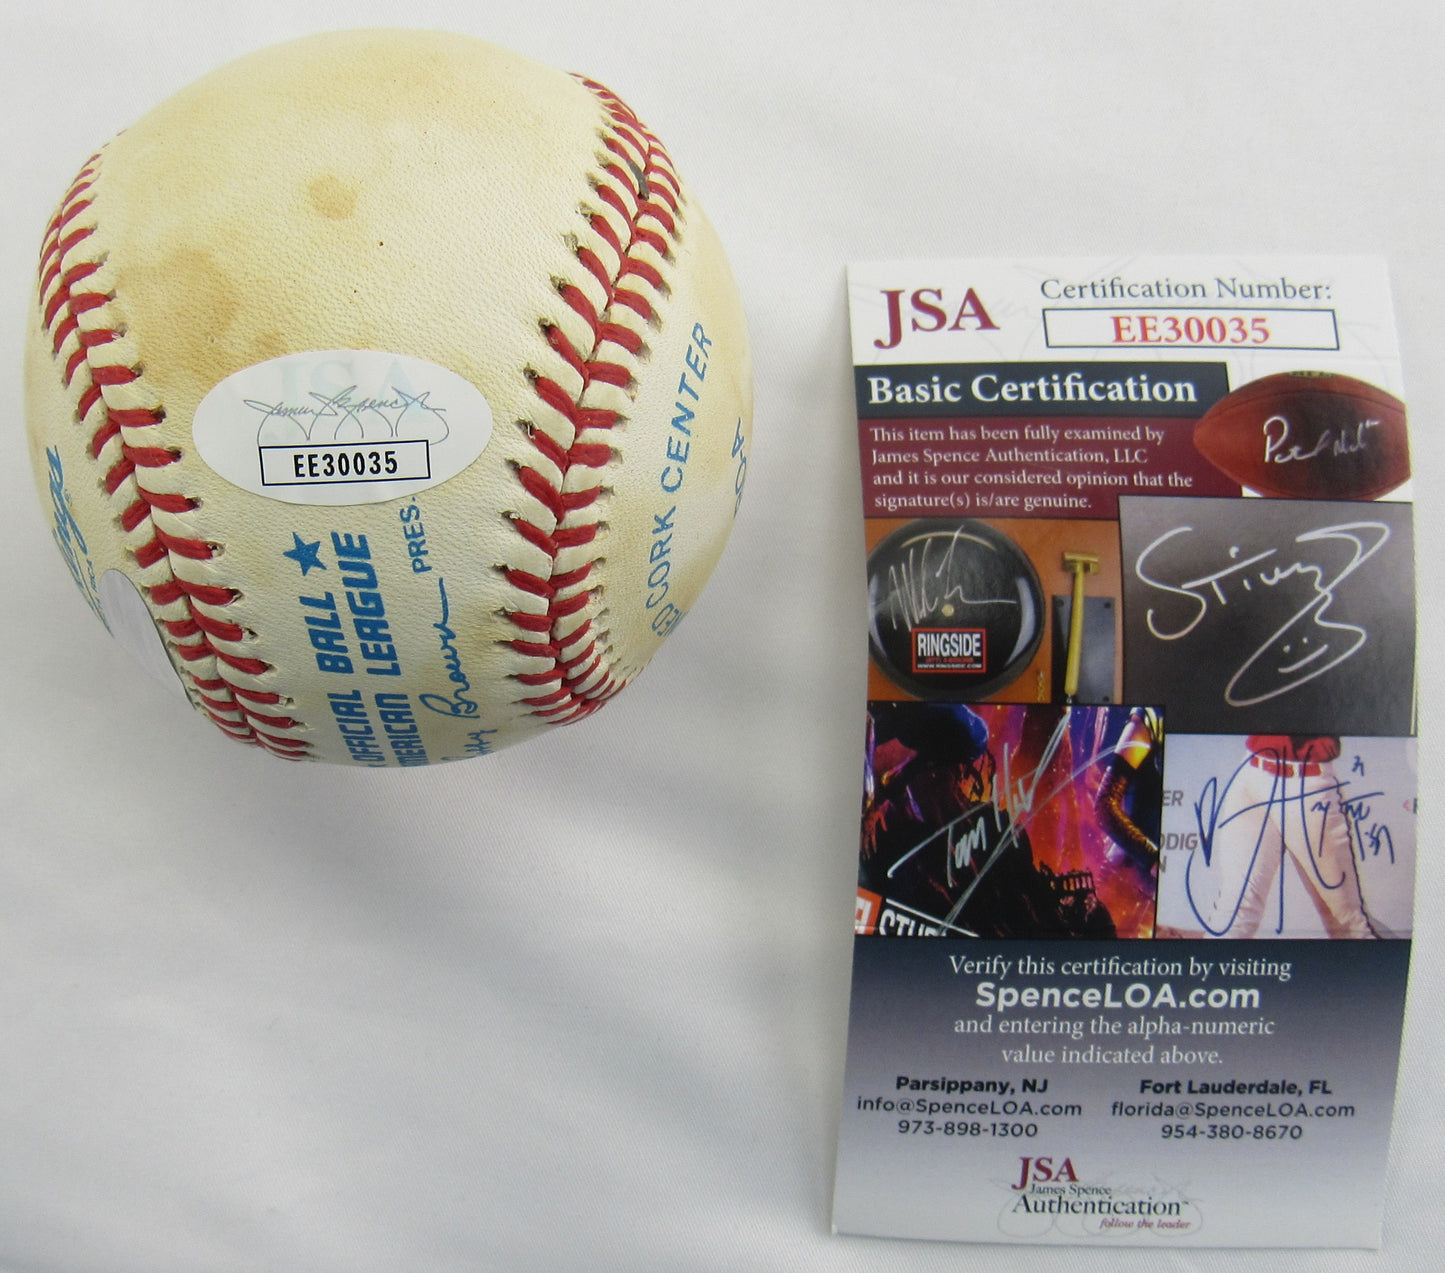 James Spence
EE30035
OFFICIAL BALL
AMERICAN LEAGUE
Brown PRES.
CORK CENTER
JSA
Certification Number:
EE30035
Basic Certification
This item has been fully examined by
James Spence Authentication, LLC
and it is our considered opinion that the
signature(s) is/are genuine.
RINGSIDE
Verify this certification by visiting
SpenceLOA.com
and entering the alpha-numeric
value indicated above.
Parsippany, NJ
info@SpenceLOA.com
973-898-1300
Fort Lauderdale, FL
florida@SpenceLOA.com
954-380-8670
JSA
James Spence
Authentication
follow the leader